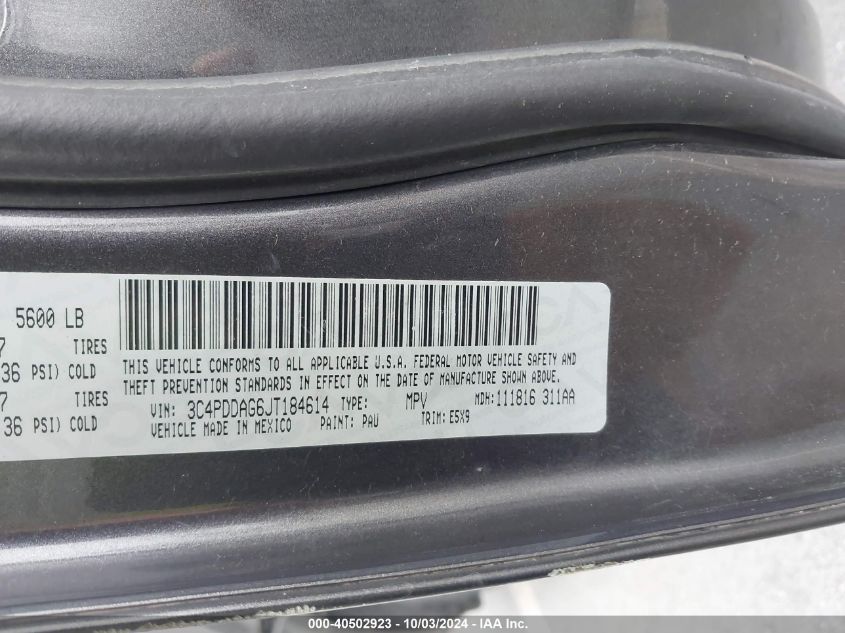 5600 LB
7 TIRES
36 PSI) COLD
7 TIRES
36 PSI) COLD
THIS VEHICLE CONFORMS TO ALL APPLICABLE U.S.A. FEDERAL MOTOR VEHICLE SAFETY AND
THEFT PREVENTION STANDARDS IN EFFECT ON THE DATE OF MANUFACTURE SHOWN ABOVE.
VIN: 3C4PDDAG6JT184614 TYPE: MPV MDH:111816 311AA
VEHICLE MADE IN MEXICO PAINT: PAU TRIM: E5X9
000-40502923 - 10/03/2024 - IAA Inc.